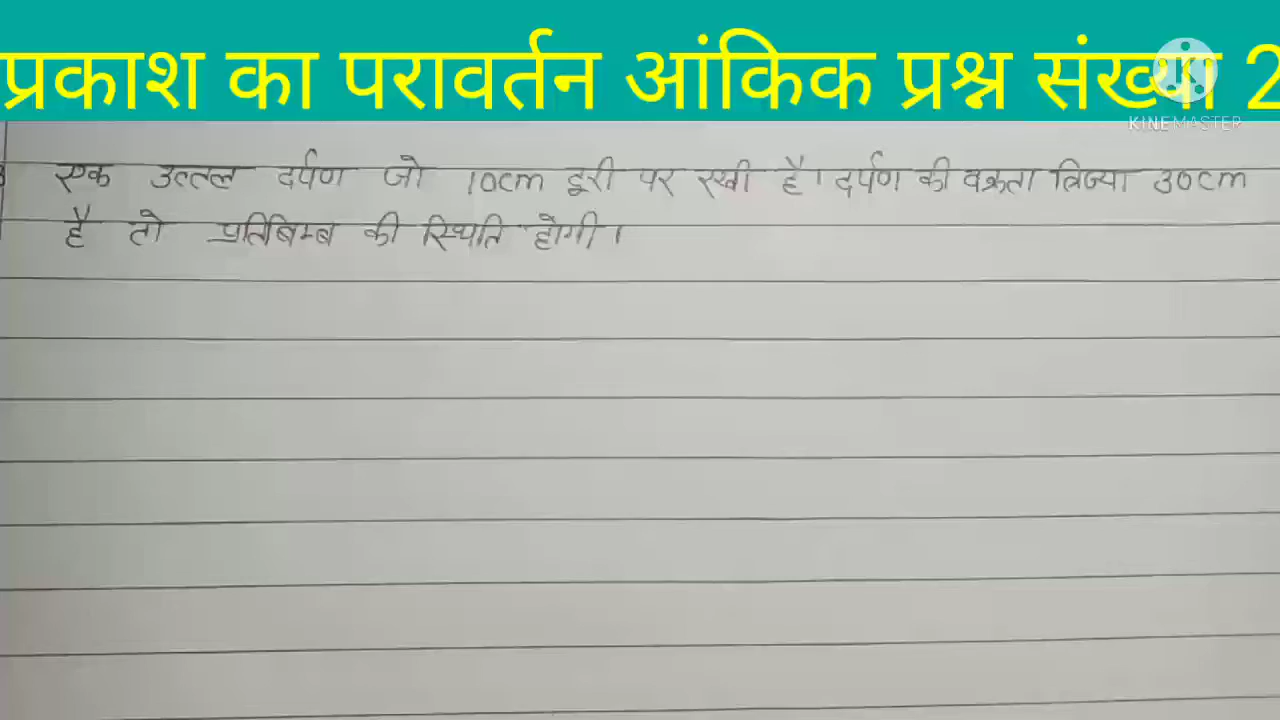 प्रकाश का परावर्तन आंकिक प्रश्न संख्या 2
KINEMASTER
एक उत्तल दर्पण जो 10cm दूरी पर रखी है। दर्पण की वक्रता त्रिज्या 30cm
है तो प्रतिबिम्ब की स्थिति होगी।